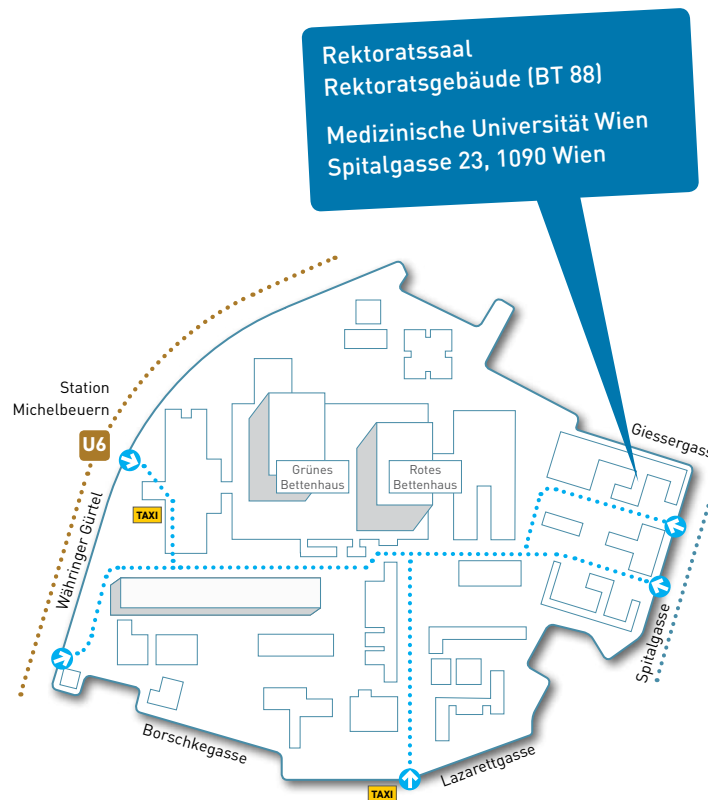 Rektoratssaal
Rektoratsgebäude (BT 88)
Medizinische Universität Wien
Spitalgasse 23, 1090 Wien
Station
Michelbeuern
U6
Giessergasse
Grünes
Bettenhaus
Rotes
Bettenhaus
TAXI
Währinger Gürtel
Spitalgasse
Borschkegasse
Lazarettgasse
TAXI